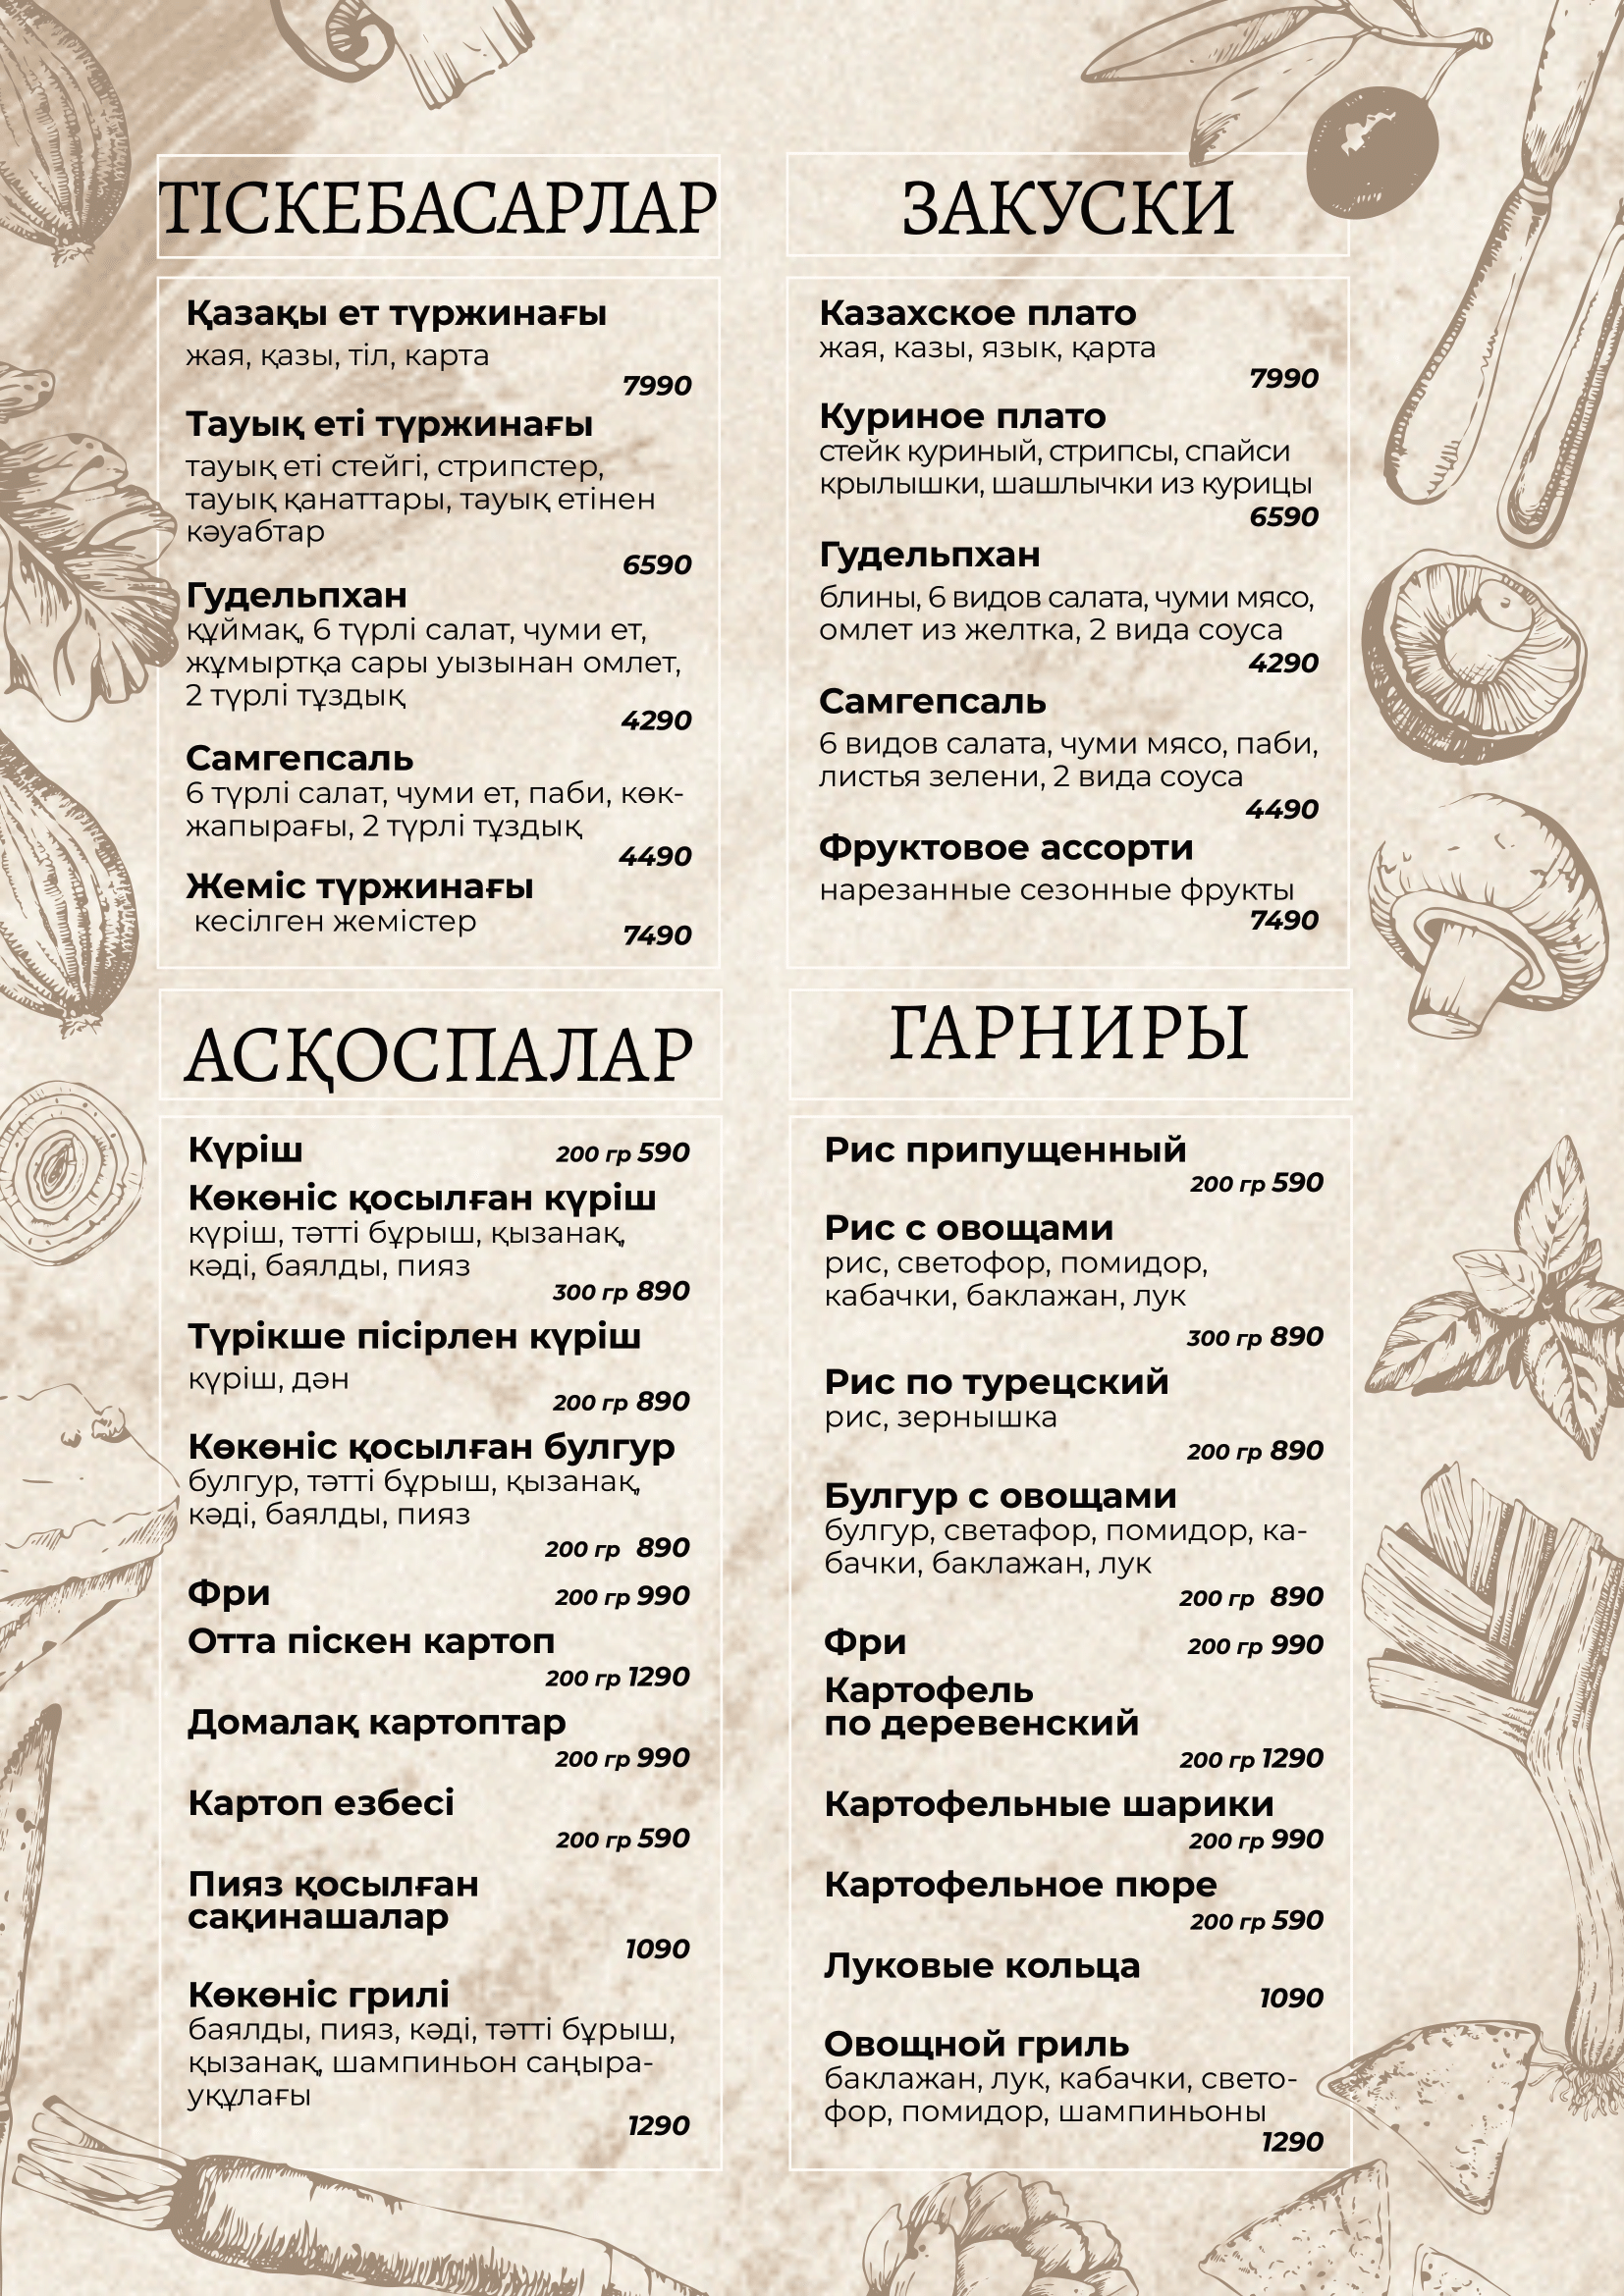 ТІСКЕБАСАРЛАР
Қазақы ет түржинағы
жая, қазы, тіл, карта
7990
Тауық еті түржинағы
тауық еті стейгі, стрипстер,
тауық қанаттары, тауық етінен
кәуабтар
6590
Гудельпхан
құймақ, 6 түрлі салат, чуми ет,
жұмыртқа сары уызынан омлет,
2 түрлі тұздық
4290
Самгепсаль
6 түрлі салат, чуми ет, паби, көк-
жапырағы, 2 түрлі тұздық
4490
Жеміс түржинағы
кесілген жемістер
7490
ЗАКУСКИ
Казахское плато
жая, казы, язык, қарта
7990
Куриное плато
стейк куриный, стрипсы, спайси
крылышки, шашлычки из курицы
6590
Гудельпхан
блины, 6 видов салата, чуми мясо,
омлет из желтка, 2 вида соуса
4290
Самгепсаль
6 видов салата, чуми мясо, паби,
листья зелени, 2 вида соуса
4490
Фруктовое ассорти
нарезанные сезонные фрукты
7490
АСҚОСПАЛАР
Күріш 200 гр 590
Көкөніс қосылған күріш
күріш, тәтті бұрыш, қызанақ,
кәді, баялды, пияз
300 гр 890
Түрікше пісірлен күріш
күріш, дән
200 гр 890
Көкөніс қосылған булгур
булгур, тәтті бұрыш, қызанақ,
кәді, баялды, пияз
200 гр 890
Фри 200 гр 990
Отта піскен картоп
200 гр 1290
Домалақ картоптар
200 гр 990
Картоп езбесі
200 гр 590
Пияз қосылған
сақинашалар
1090
Көкөніс грилі
баялды, пияз, кәді, тәтті бұрыш,
қызанақ, шампиньон саңыра-
уқұлағы
1290
ГАРНИРЫ
Рис припущенный
200 гр 590
Рис с овощами
рис, светофор, помидор,
кабачки, баклажан, лук
300 гр 890
Рис по турецский
рис, зернышка
200 гр 890
Булгур с овощами
булгур, светафор, помидор, ка-
бачки, баклажан, лук
200 гр 890
Фри 200 гр 990
Картофель
по деревенский
200 гр 1290
Картофельные шарики
200 гр 990
Картофельное пюре
200 гр 590
Луковые кольца
1090
Овощной гриль
баклажан, лук, кабачки, свето-
фор, помидор, шампиньоны
1290